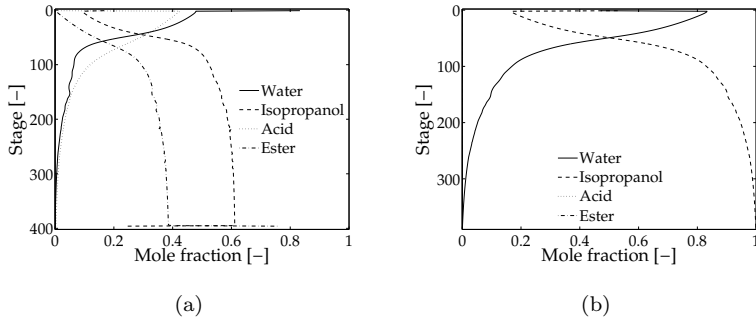 0
100
200
300
400
Stage [−]
0
0.2
0.4
0.6
0.8
1
Mole fraction [−]
Water
Isopropanol
Acid
Ester
(a)
0
100
200
300
Stage [−]
0
0.2
0.4
0.6
0.8
1
Mole fraction [−]
Water
Isopropanol
Acid
Ester
(b)